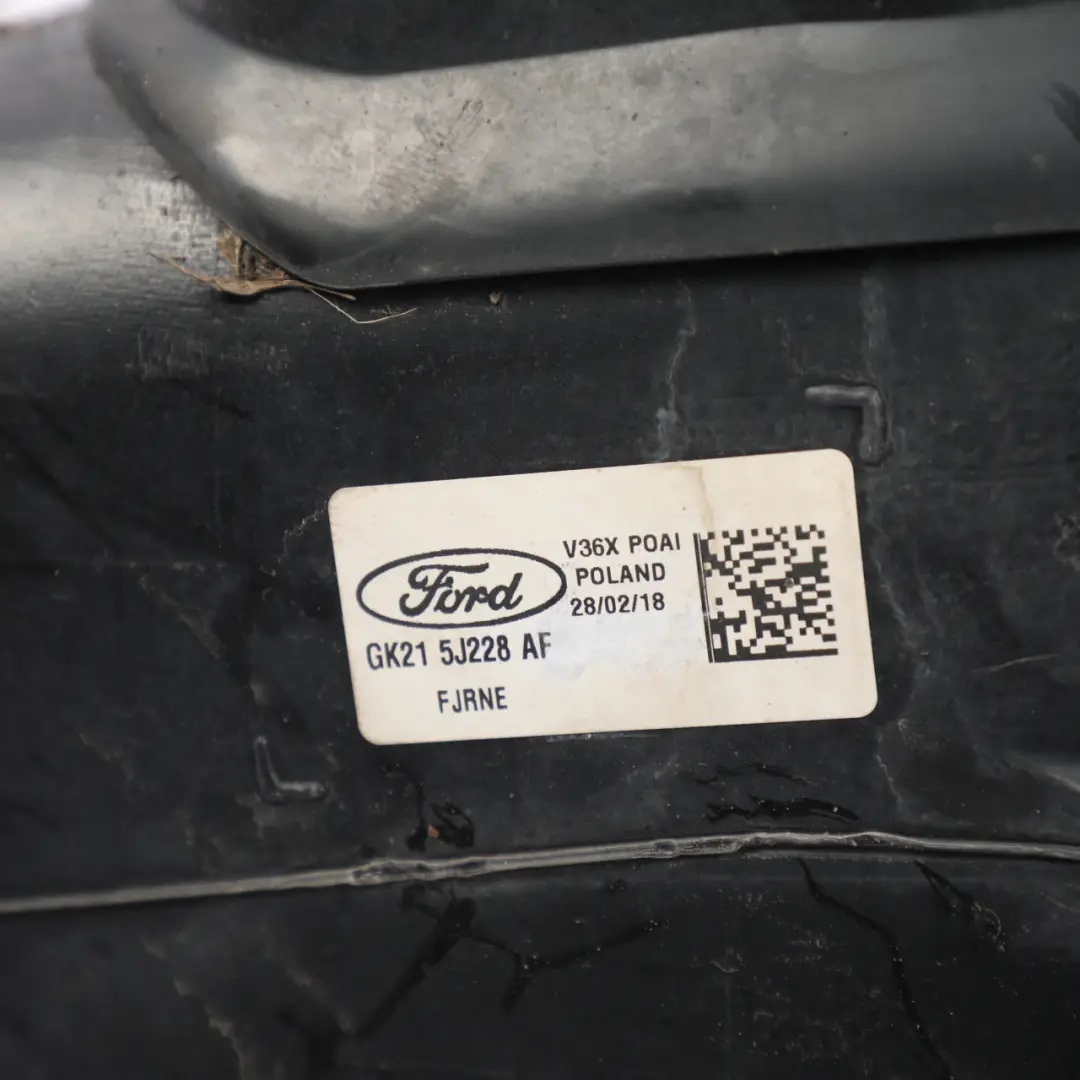 Ford
V36X POAI
POLAND
28/02/18
GK21 5J228 AF
FJRNE